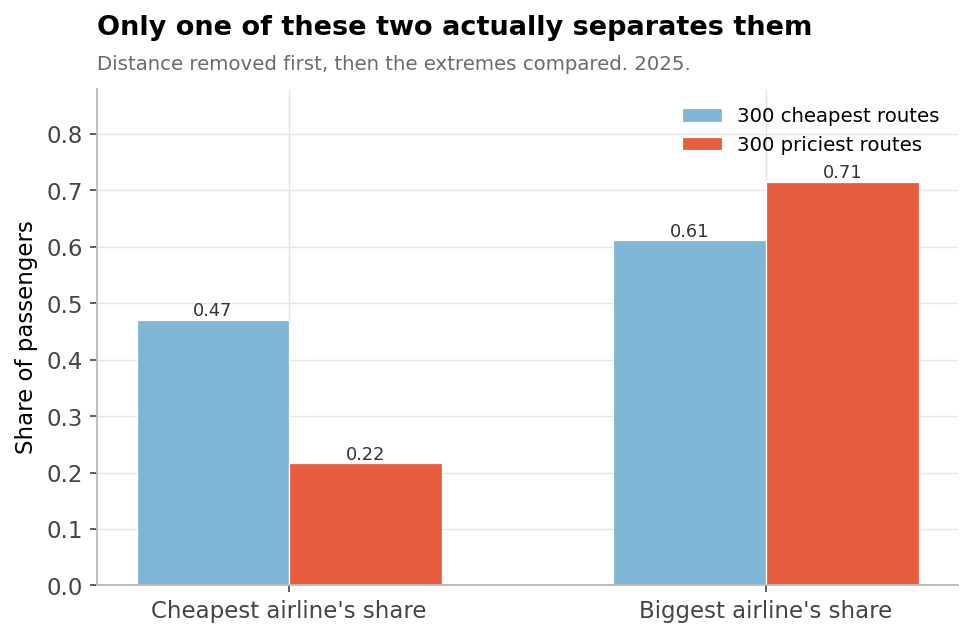 Only one of these two actually separates them
Distance removed first, then the extremes compared. 2025.
300 cheapest routes
300 priciest routes
Share of passengers
0.8
0.7
0.6
0.5
0.4
0.3
0.2
0.1
0.0
0.47
0.22
0.61
0.71
Cheapest airline's share
Biggest airline's share